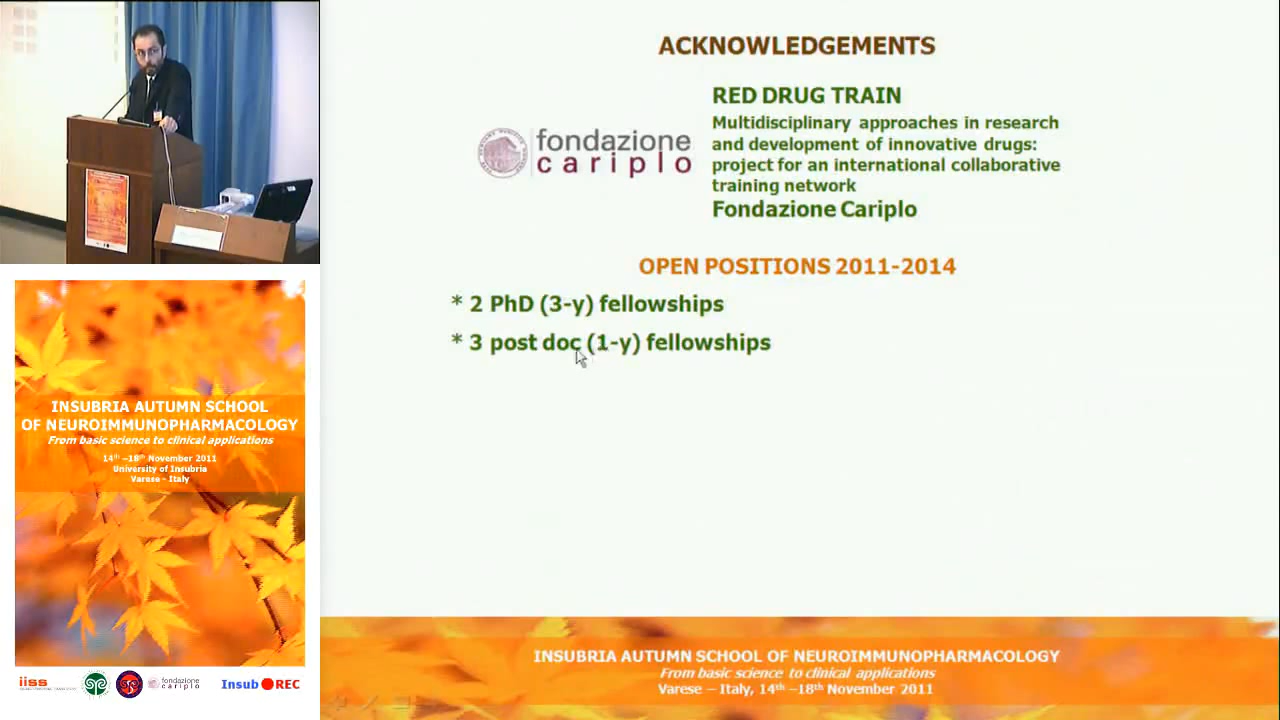 ACKNOWLEDGEMENTS
fondazione
cariplo
RED DRUG TRAIN
Multidisciplinary approaches in research
and development of innovative drugs:
project for an international collaborative
training network
Fondazione Cariplo
OPEN POSITIONS 2011-2014
* 2 PhD (3-y) fellowships
* 3 post doc (1-y) fellowships
INSUBRIA AUTUMN SCHOOL
OF NEUROIMMUNOPHARMACOLOGY
From basic science to clinical applications
14th –18th November 2011
University of Insubria
Varese - Italy
iiss
fondazione
cariplo
Insub REC
INSUBRIA AUTUMN SCHOOL OF NEUROIMMUNOPHARMACOLOGY
From basic science to clinical applications
Varese – Italy, 14th –18th November 2011